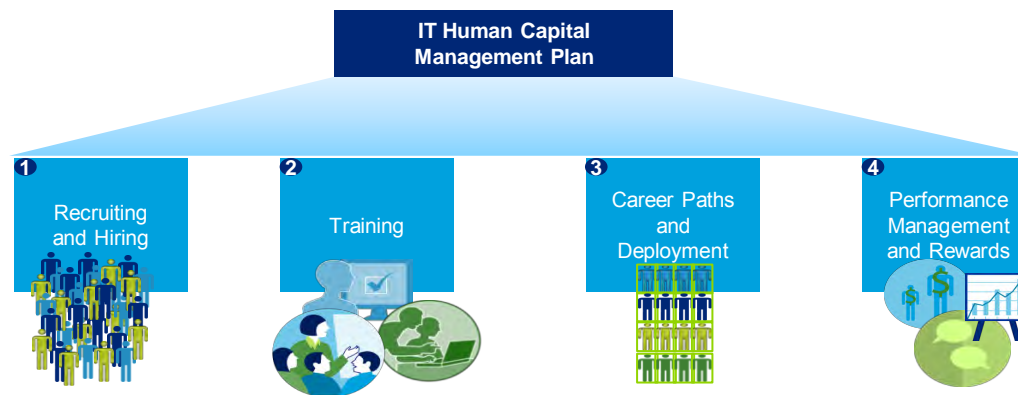 IT Human Capital
Management Plan
1
Recruiting
and Hiring
2
Training
3
Career Paths
and
Deployment
4
Performance
Management
and Rewards
$
$